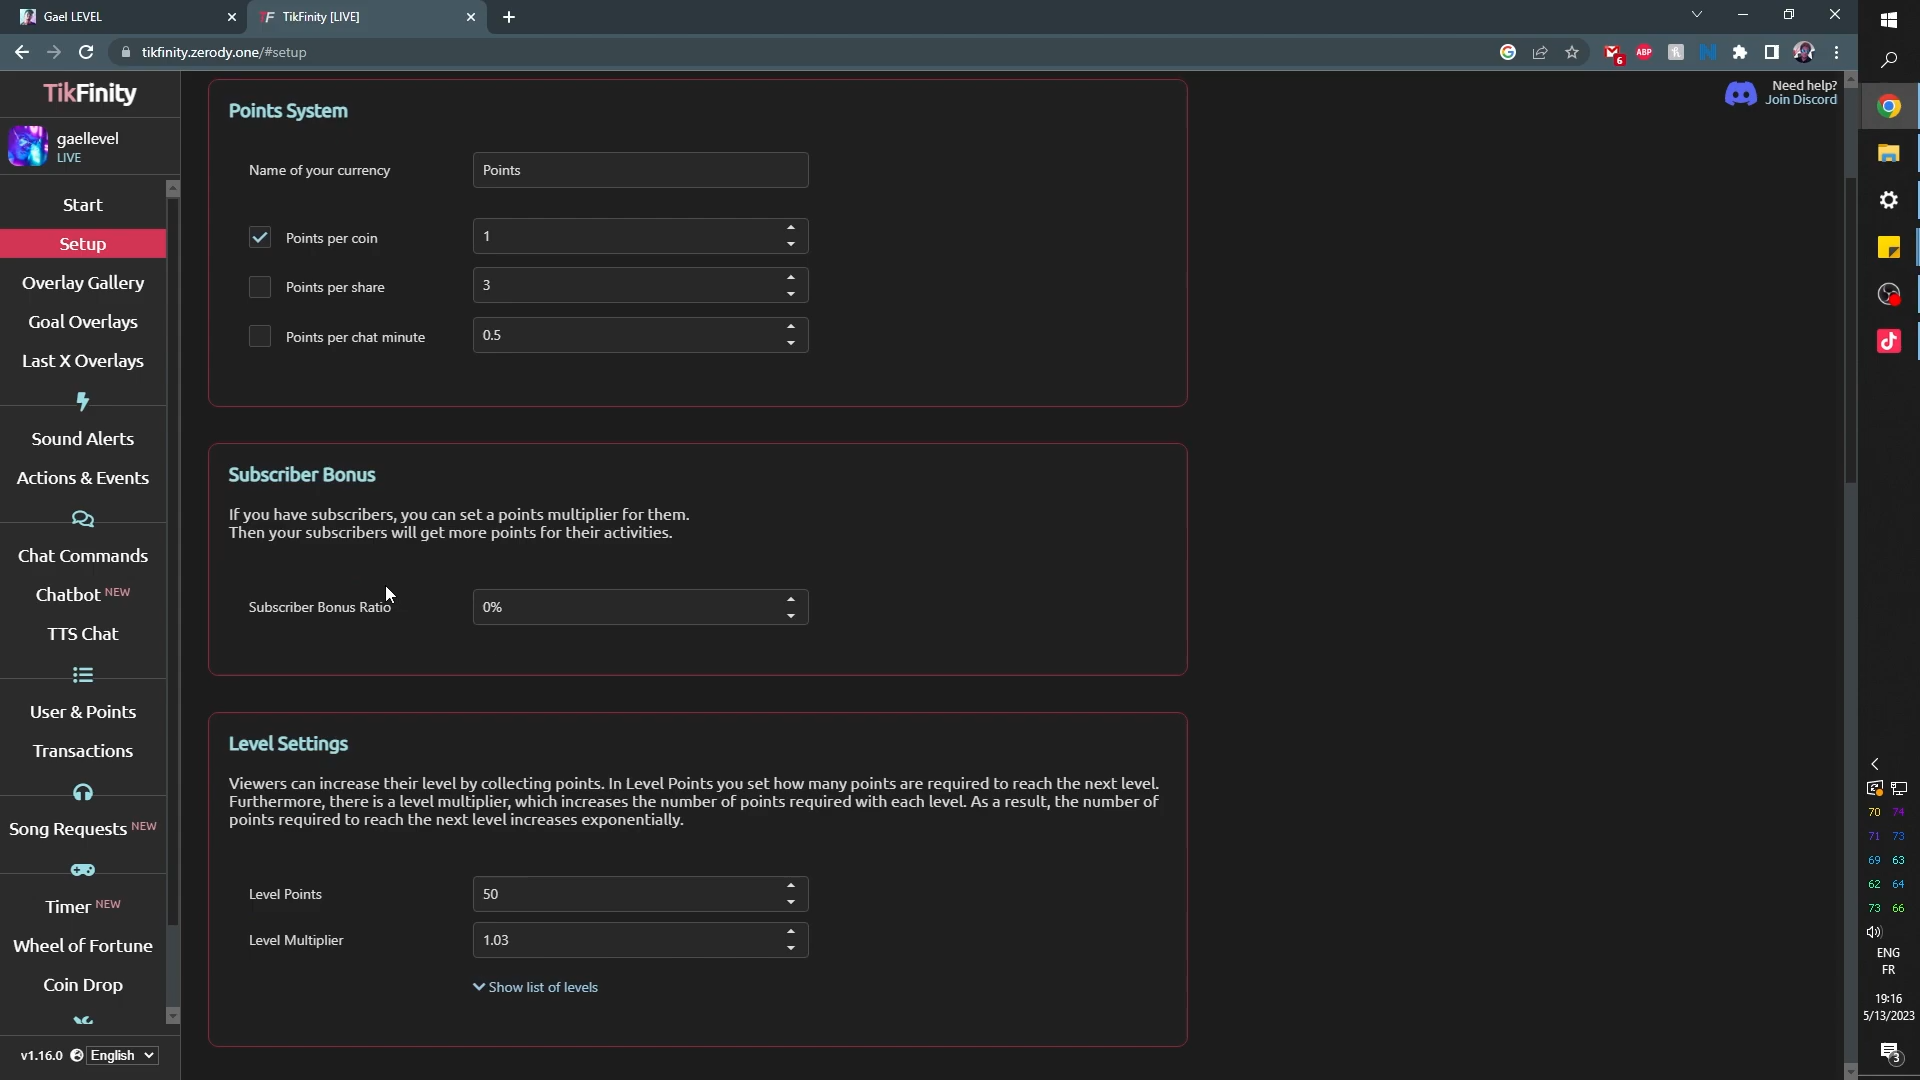 Gael LEVEL
TikFinity [LIVE]
tikfinity.zerody.one/#setup
6
ABP
TikFinity
gaellevel
LIVE
Start
Setup
Overlay Gallery
Goal Overlays
Last X Overlays
Sound Alerts
Actions & Events
Chat Commands
Chatbot NEW
TTS Chat
User & Points
Transactions
Song Requests NEW
Timer NEW
Wheel of Fortune
Coin Drop
v1.16.0 English
Need help?
Join Discord
Points System
Name of your currency Points
Points per coin 1
Points per share 3
Points per chat minute 0.5
Subscriber Bonus
If you have subscribers, you can set a points multiplier for them.
Then your subscribers will get more points for their activities.
Subscriber Bonus Ratio 0%
Level Settings
Viewers can increase their level by collecting points. In Level Points you set how many points are required to reach the next level.
Furthermore, there is a level multiplier, which increases the number of points required with each level. As a result, the number of
points required to reach the next level increases exponentially.
Level Points 50
Level Multiplier 1.03
Show list of levels
70 74
71 73
69 63
62 64
73 66
ENG
FR
19:16
5/13/2023
3